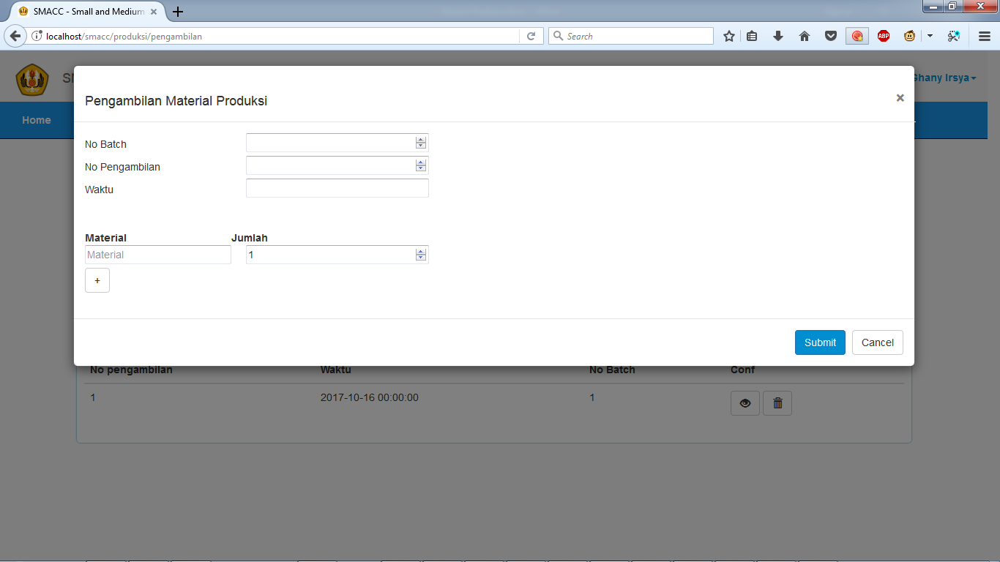 SMACC - Small and Medium
localhost/smacc/produksi/pengambilan
Search
ABP
Ghany Irsya
Home
Pengambilan Material Produksi
×
No Batch
No Pengambilan
Waktu
Material Jumlah
Material 1
+
Submit Cancel
No pengambilan Waktu No Batch Conf
1 2017-10-16 00:00:00 1